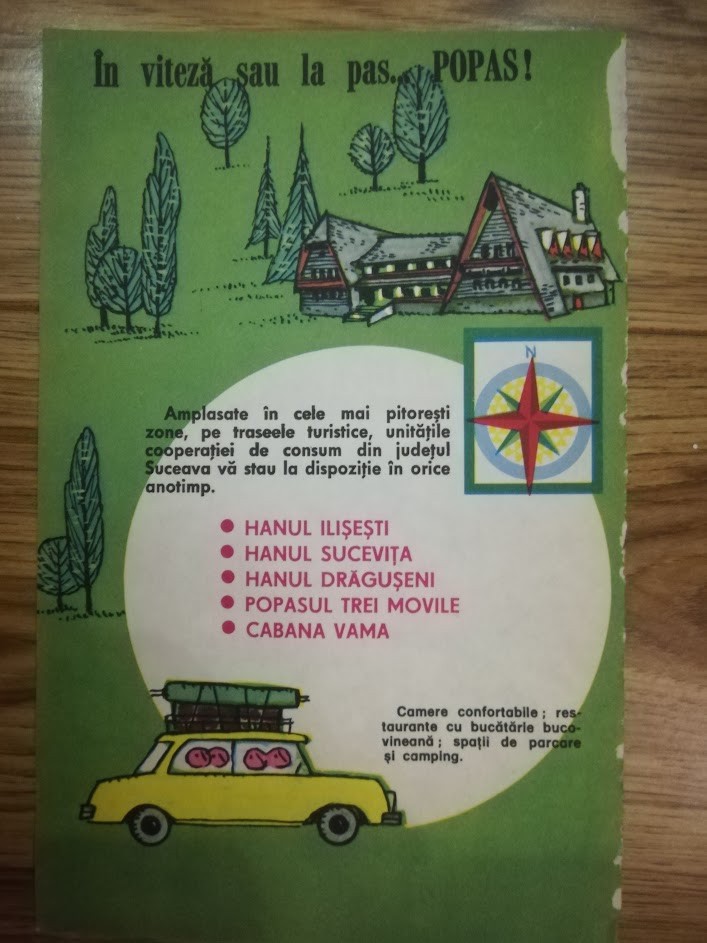 În viteză sau la pas... POPAS!
N
Amplasate în cele mai pitorești
zone, pe traseele turistice, unitățile
cooperației de consum din județul
Suceava vă stau la dispoziție în orice
anotimp.
● HANUL ILIȘEȘTI
● HANUL SUCEVIȚA
● HANUL DRĂGUȘENI
● POPASUL TREI MOVILE
● CABANA VAMA
Camere confortabile; res-
taurante cu bucătărie buco-
vineană; spații de parcare
și camping.